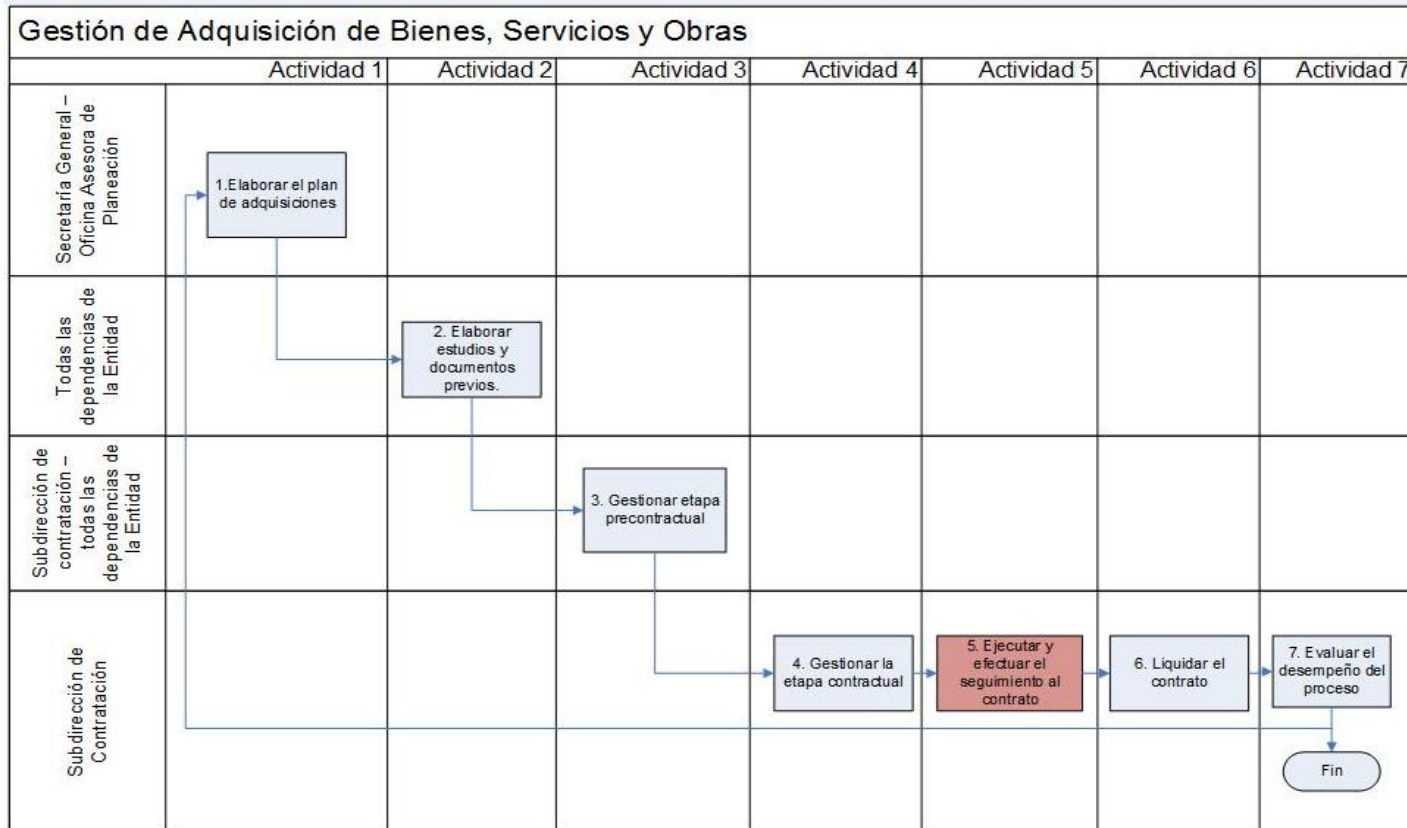 Gestión de Adquisición de Bienes, Servicios y Obras
Actividad 1
Actividad 2
Actividad 3
Actividad 4
Actividad 5
Actividad 6
Actividad 7
Secretaría General –
Oficina Asesora de
Planeación
1.Elaborar el plan
de adquisiciones
Todas las
dependencias de
la Entidad
2. Elaborar
estudios y
documentos
previos.
Subdirección de
contratación –
todas las
dependencias de
la Entidad
3. Gestionar etapa
precontractual
Subdirección de
Contratación
4. Gestionar la
etapa contractual
5. Ejecutar y
efectuar el
seguimiento al
contrato
6. Liquidar el
contrato
7. Evaluar el
desempeño del
proceso
Fin